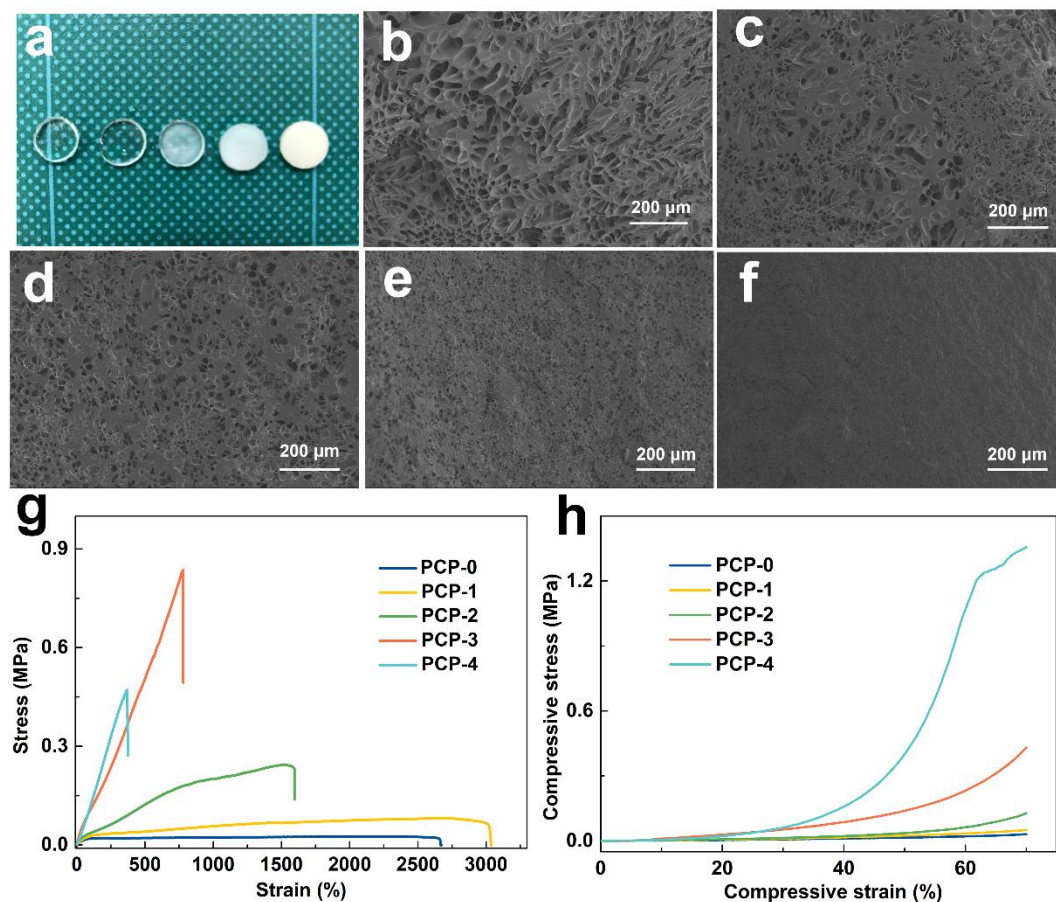 a
b
c
200 μm
200 μm
d
e
f
200 μm
200 μm
200 μm
g
0.9
0.6
0.3
0.0
Stress (MPa)
PCP-0
PCP-1
PCP-2
PCP-3
PCP-4
0 500 1000 1500 2000 2500 3000
Strain (%)
h
1.2
0.6
0.0
Compressive stress (MPa)
PCP-0
PCP-1
PCP-2
PCP-3
PCP-4
0 20 40 60
Compressive strain (%)